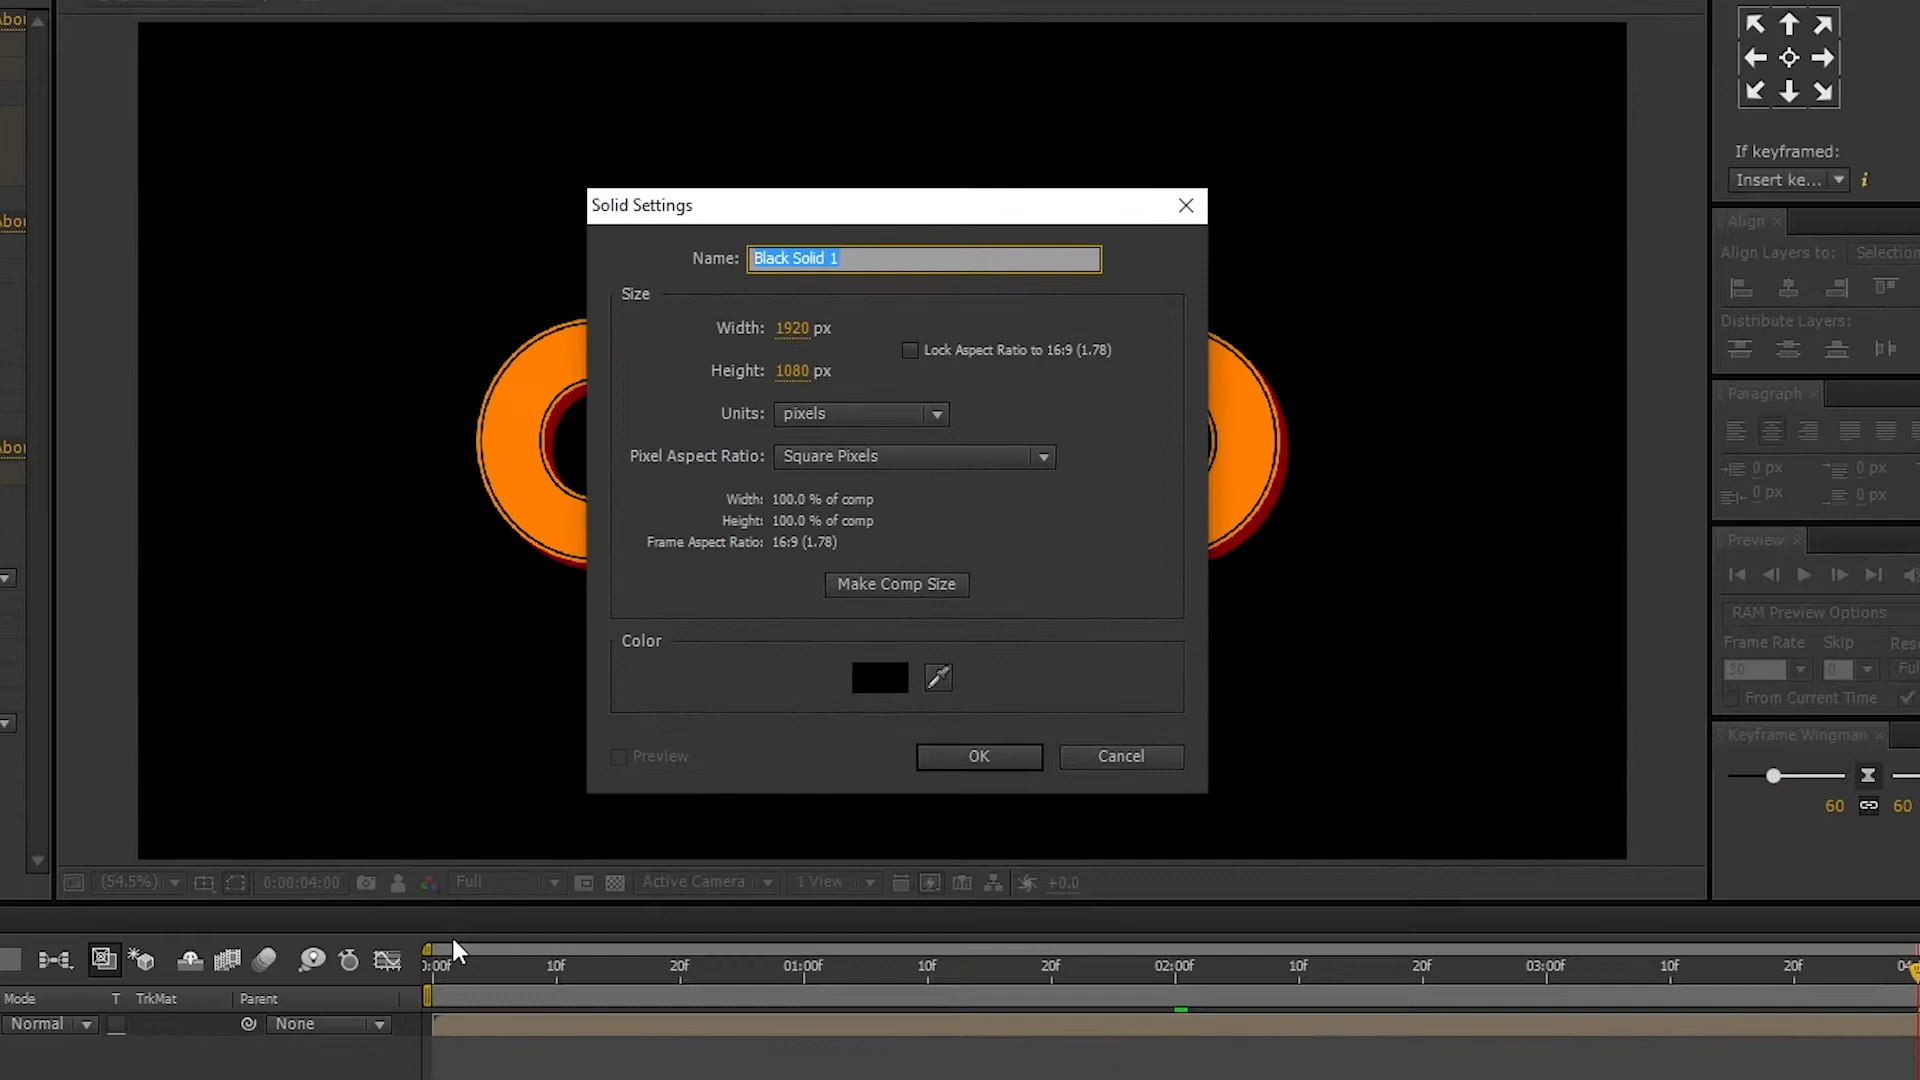 Abou
If keyframed:
Insert ke...
i
Align
Align Layers to: Selection
Distribute Layers:
Paragraph
0 px 0 px
0 px 0 px
Preview
RAM Preview Options
Frame Rate Skip Res
30 0 Ful
From Current Time
Keyframe Wingman
60 60
Solid Settings
Name: Black Solid 1
Size
Width: 1920 px
Lock Aspect Ratio to 16:9 (1.78)
Height: 1080 px
Units: pixels
Pixel Aspect Ratio: Square Pixels
Width: 100.0 % of comp
Height: 100.0 % of comp
Frame Aspect Ratio: 16:9 (1.78)
Make Comp Size
Color
Preview
OK Cancel
Abou
Abou
(54.5%) 0:00:04:00 Full Active Camera 1 View +0.0
0:00f 10f 20f 01:00f 10f 20f 02:00f 10f 20f 03:00f 10f 20f 04
Mode T TrkMat Parent
Normal None